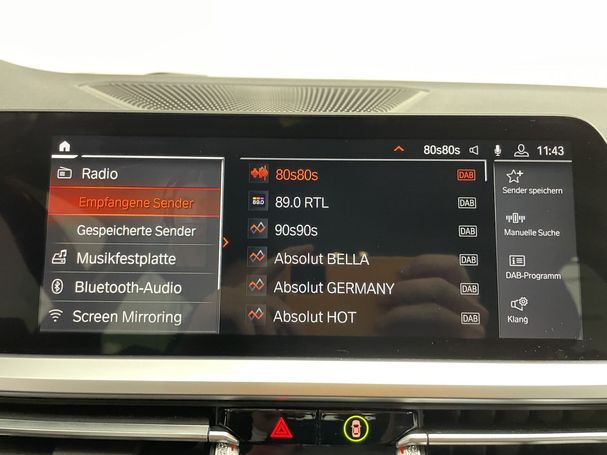 80s80s 11:43
Radio
Empfangene Sender
Gespeicherte Sender
Musikfestplatte
Bluetooth-Audio
Screen Mirroring
80s80s DAB
89.0 RTL DAB
90s90s DAB
Absolut BELLA DAB
Absolut GERMANY DAB
Absolut HOT DAB
Sender speichern
Manuelle Suche
DAB-Programm
Klang